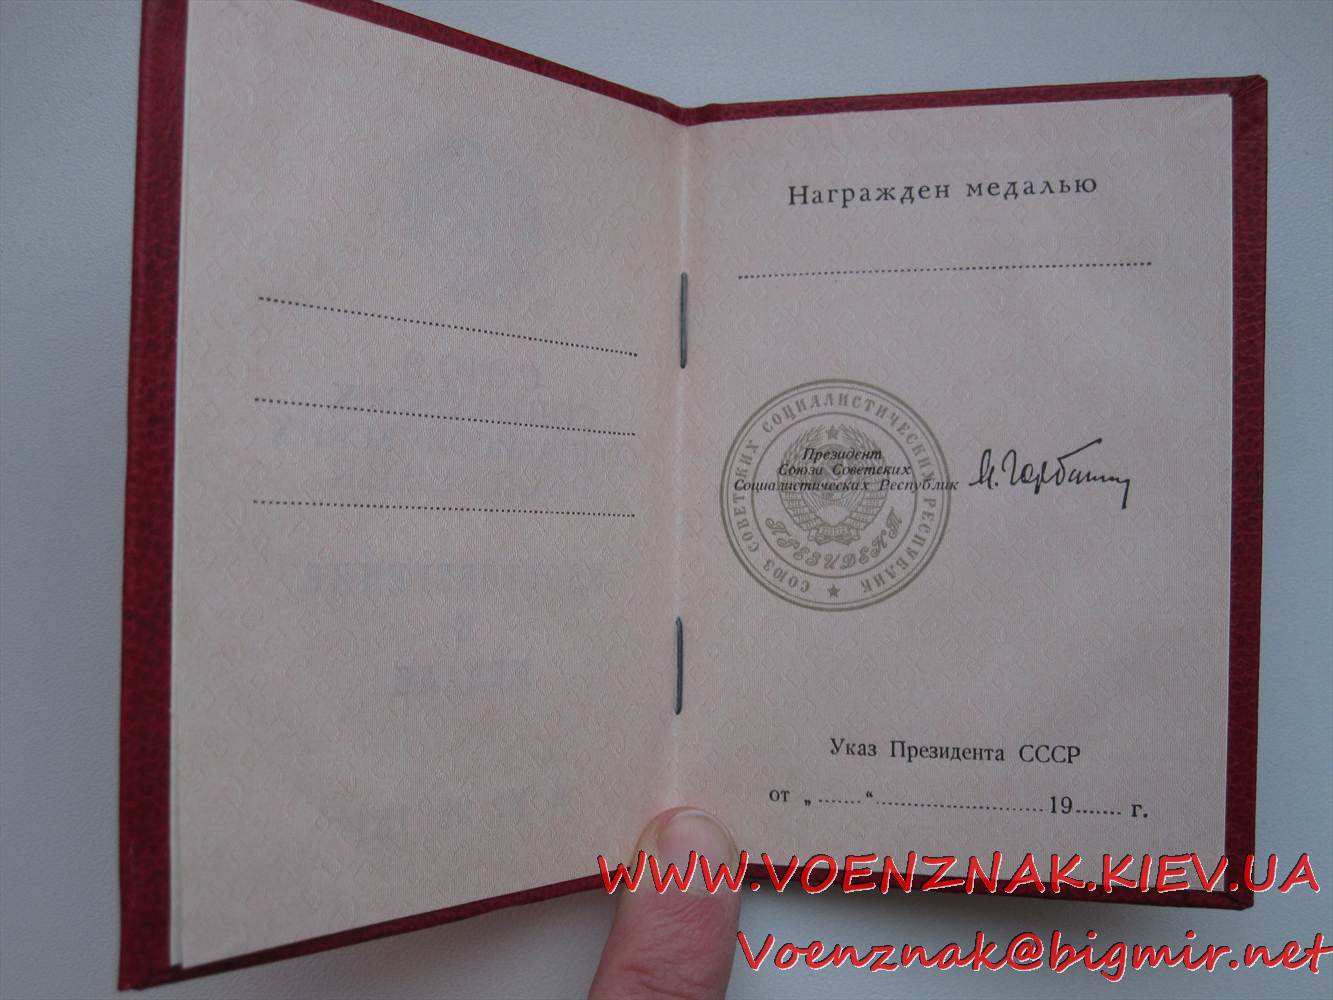 Награжден медалью
СОЮЗ СОВЕТСКИХ СОЦИАЛИСТИЧЕСКИХ РЕСПУБЛИК
Президент
Союза Советских
Социалистических Республик
М. Горбачев
ПРЕЗИДЕНТ
Указ Президента СССР
от „.......“ ........................... 19....... г.
WWW.VOENZNAK.KIEV.UA
Voenznak@bigmir.net